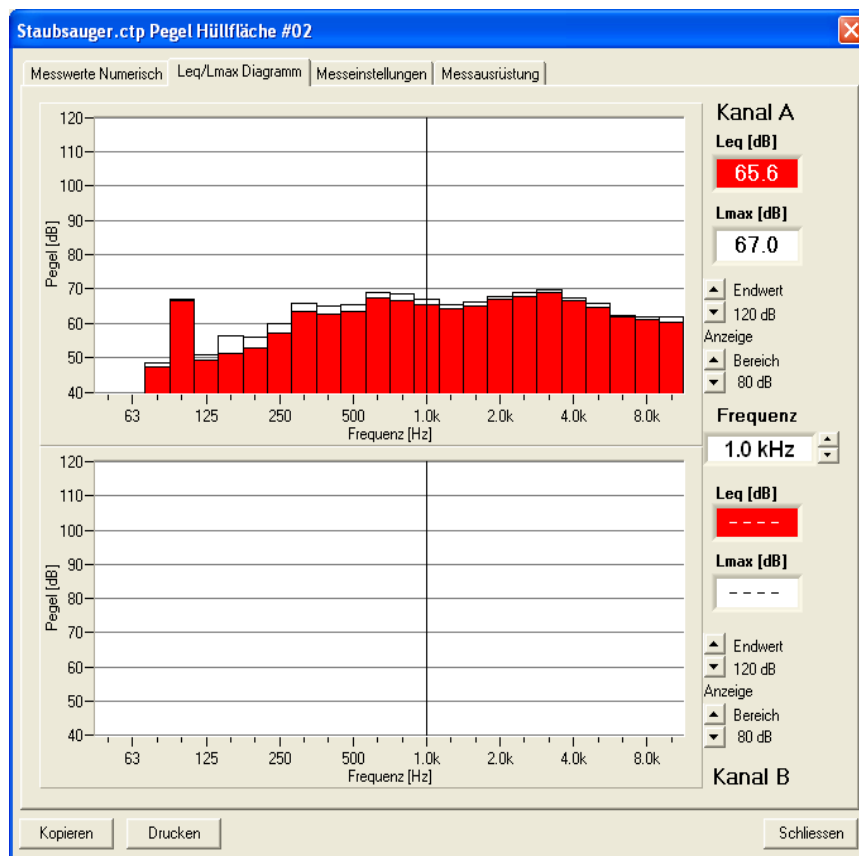 Staubsauger.ctp Pegel Hüllfläche #02
Messwerte Numerisch Leq/Lmax Diagramm Messeinstellungen Messausrüstung
120
110
100
90
80
70
60
50
40
Pegel [dB]
63 125 250 500 1.0k 2.0k 4.0k 8.0k
Frequenz [Hz]
Kanal A
Leq [dB]
65.6
Lmax [dB]
67.0
Endwert
120 dB
Anzeige
Bereich
80 dB
Frequenz
1.0 kHz
120
110
100
90
80
70
60
50
40
Pegel [dB]
63 125 250 500 1.0k 2.0k 4.0k 8.0k
Frequenz [Hz]
Leq [dB]
- - - -
Lmax [dB]
- - - -
Endwert
120 dB
Anzeige
Bereich
80 dB
Kanal B
Kopieren Drucken Schliessen